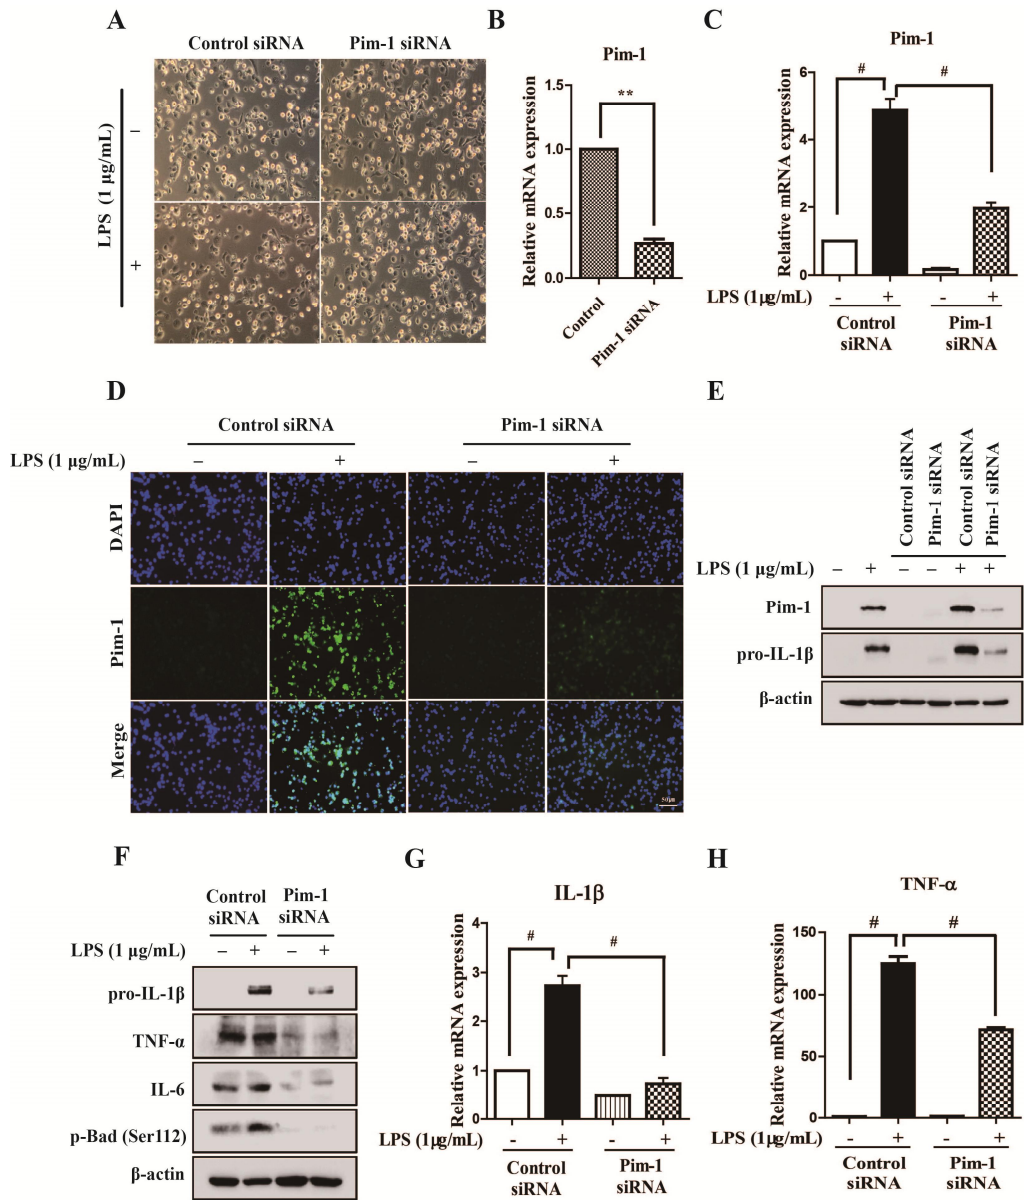 A
Control siRNA Pim-1 siRNA
LPS (1 µg/mL)
–
+
B
Pim-1
Relative mRNA expression
1.5
1.0
0.5
0.0
**
Control
Pim-1 siRNA
C
Pim-1
Relative mRNA expression
6
4
2
0
# #
LPS (1µg/mL) - + - +
Control siRNA
Pim-1 siRNA
D
Control siRNA Pim-1 siRNA
LPS (1 µg/mL) – + – +
DAPI
Pim-1
Merge
50µm
E
Control siRNA
Pim-1 siRNA
Control siRNA
Pim-1 siRNA
LPS (1 µg/mL) – + – – + +
Pim-1
pro-IL-1β
β-actin
F
Control siRNA
Pim-1 siRNA
LPS (1 µg/mL) – + – +
pro-IL-1β
TNF-α
IL-6
p-Bad (Ser112)
β-actin
G
IL-1β
Relative mRNA expression
4
3
2
1
0
# #
LPS (1µg/mL) - + - +
Control siRNA
Pim-1 siRNA
H
TNF-α
Relative mRNA expression
150
100
50
0
# #
LPS (1µg/mL) - + - +
Control siRNA
Pim-1 siRNA